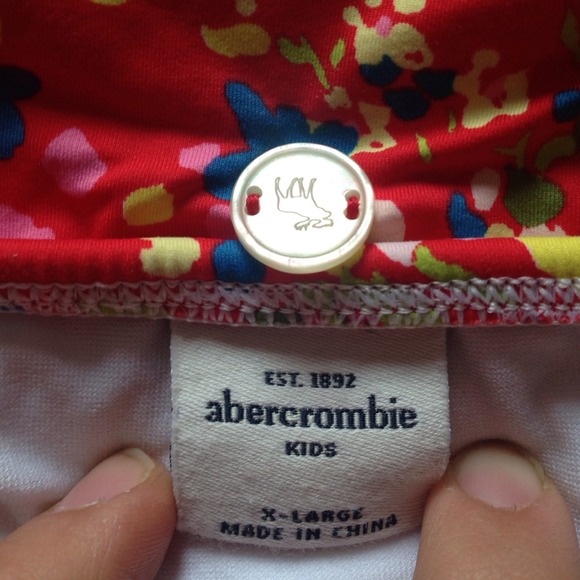 EST. 1892
abercrombie
KIDS
X-LARGE
MADE IN CHINA